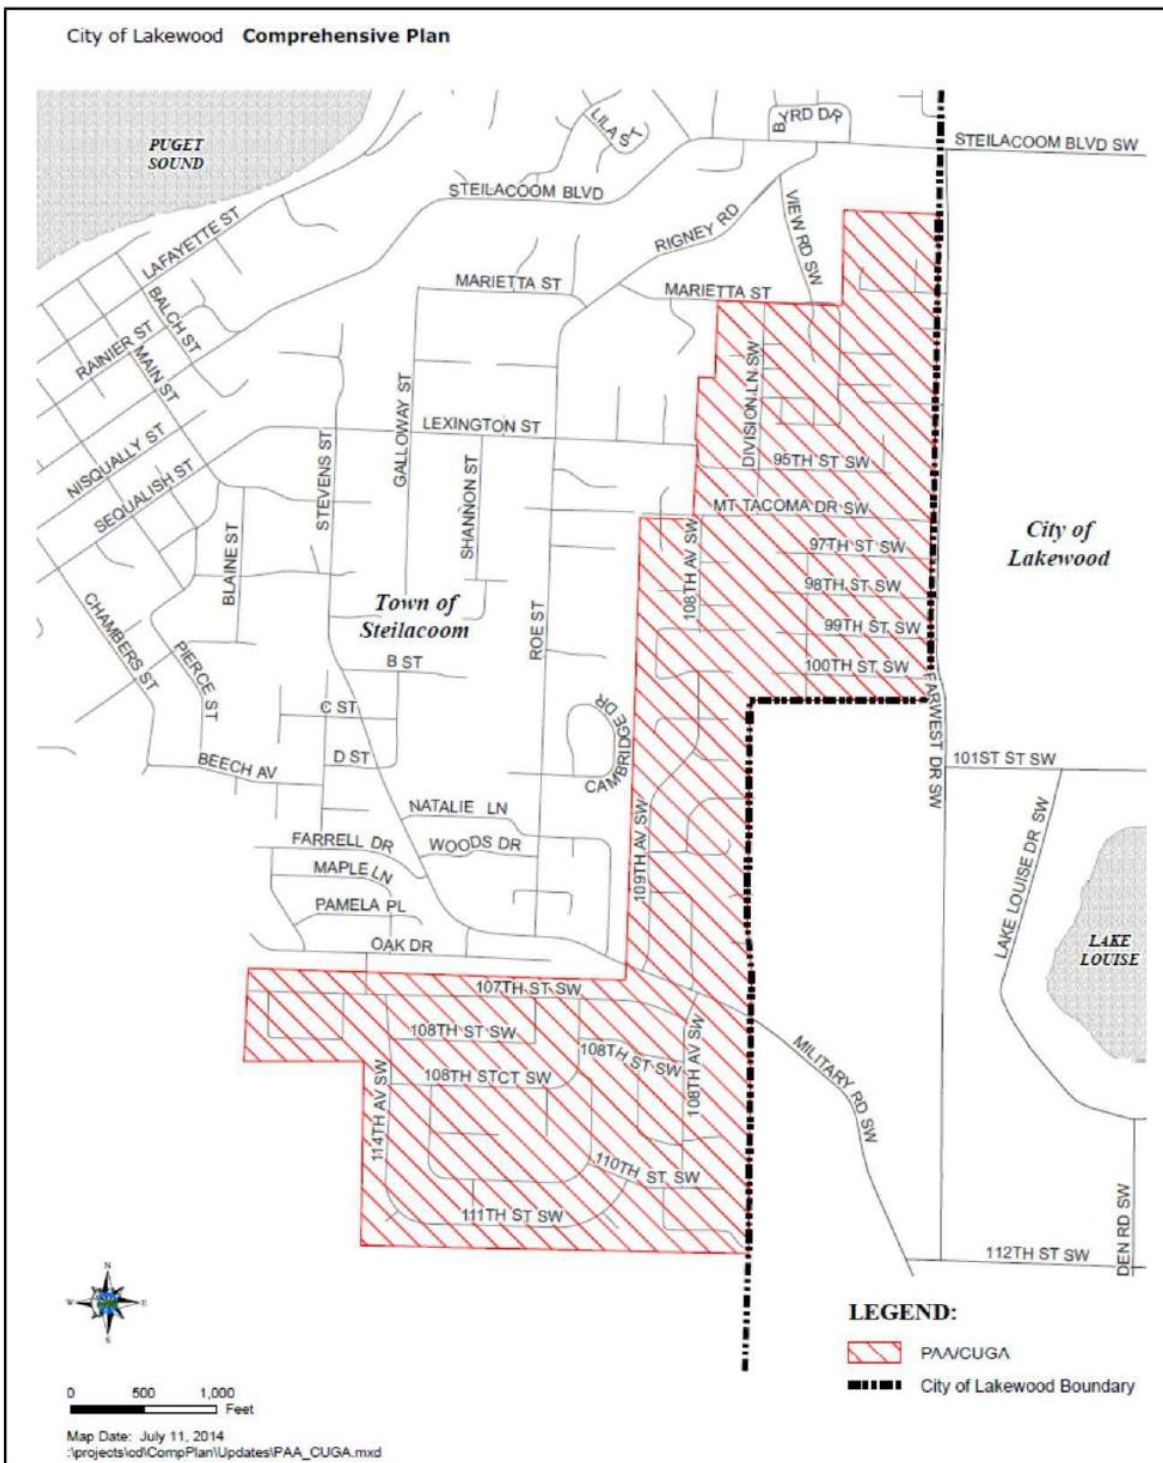 City of Lakewood Comprehensive Plan
PUGET
SOUND
LILA ST
BYRD DR
STEILACOOM BLVD SW
STEILACOOM BLVD
LAFAYETTE ST
RIGNEY RD
VIEW RD SW
MARIETTA ST
MARIETTA ST
BALCH ST
RAINIER ST
MAIN ST
DIVISION LN SW
GALLOWAY ST
LEXINGTON ST
NISQUALLY ST
STEVENS ST
SHANNON ST
95TH ST SW
SEQUALISH ST
MT TACOMA DR SW
BLAINE ST
108TH AV SW
97TH ST SW
City of
Lakewood
98TH ST SW
CHAMBERS ST
Town of
Steilacoom
ROE ST
99TH ST SW
PIERCE ST
B ST
100TH ST SW
FARWEST DR SW
C ST
CAMBRIDGE DR
D ST
BEECH AV
101ST ST SW
NATALIE LN
109TH AV SW
LAKE LOUISE DR SW
FARRELL DR
WOODS DR
MAPLE LN
PAMELA PL
OAK DR
LAKE
LOUISE
107TH ST SW
108TH ST SW
108TH ST SW
108TH AV SW
MILITARY RD SW
108TH STCT SW
114TH AV SW
110TH ST SW
111TH ST SW
DEN RD SW
112TH ST SW
N
W E
S
LEGEND:
PAA/CUGA
City of Lakewood Boundary
0 500 1,000
Feet
Map Date: July 11, 2014
:\projects\cd\CompPlan\Updates\PAA_CUGA.mxd